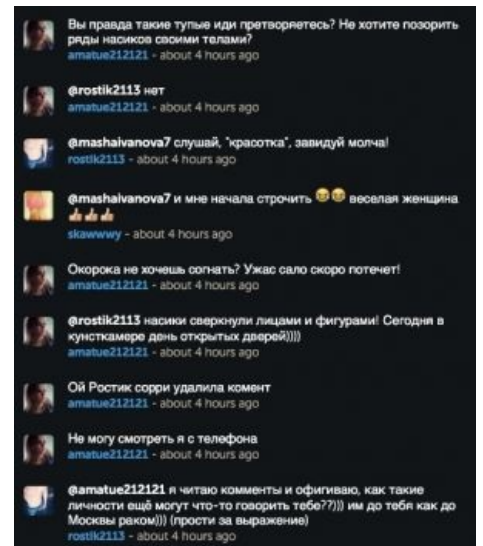 Вы правда такие тупые иди претворяетесь? Не хотите позорить
ряды насиков своими телами?
amatue212121 - about 4 hours ago
@rostik2113 нет
amatue212121 - about 4 hours ago
@mashaivanova7 слушай, "красотка", завидуй молча!
rostik2113 - about 4 hours ago
@mashaivanova7 и мне начала строчить 😂😂 веселая женщина
👍👍👍
skawwwy - about 4 hours ago
Окорока не хочешь согнать? Ужас сало скоро потечет!
amatue212121 - about 4 hours ago
@rostik2113 насики сверкнули лицами и фигурами! Сегодня в
кунсткамере день открытых дверей))))
amatue212121 - about 4 hours ago
Ой Ростик сорри удалила комент
amatue212121 - about 4 hours ago
Не могу смотреть я с телефона
amatue212121 - about 4 hours ago
@amatue212121 я читаю комменты и офигиваю, как такие
личности ещё могут что-то говорить тебе??))) им до тебя как до
Москвы раком))) (прости за выражение)
rostik2113 - about 4 hours ago